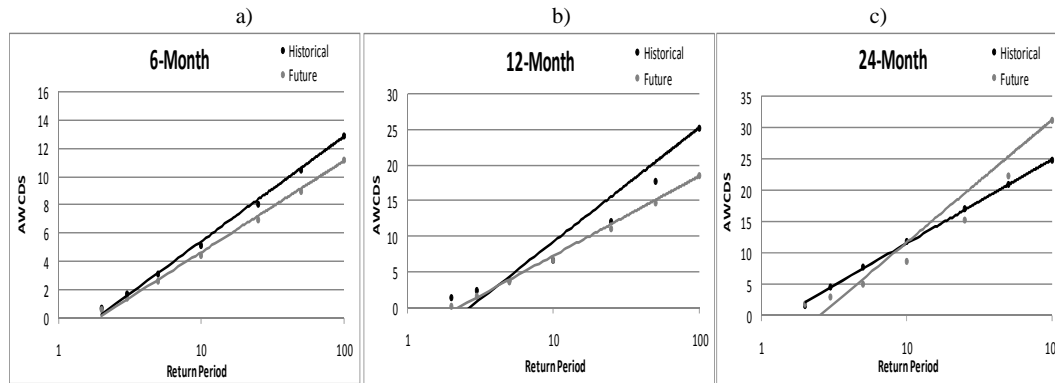 a)
6-Month
Historical
Future
16
14
12
10
8
6
4
2
0
AWCDS
1
10
100
Return Period
b)
12-Month
Historical
Future
30
25
20
15
10
5
0
AWCDS
1
10
100
Return Period
c)
24-Month
Historical
Future
35
30
25
20
15
10
5
0
AWCDS
1
10
100
Return Period